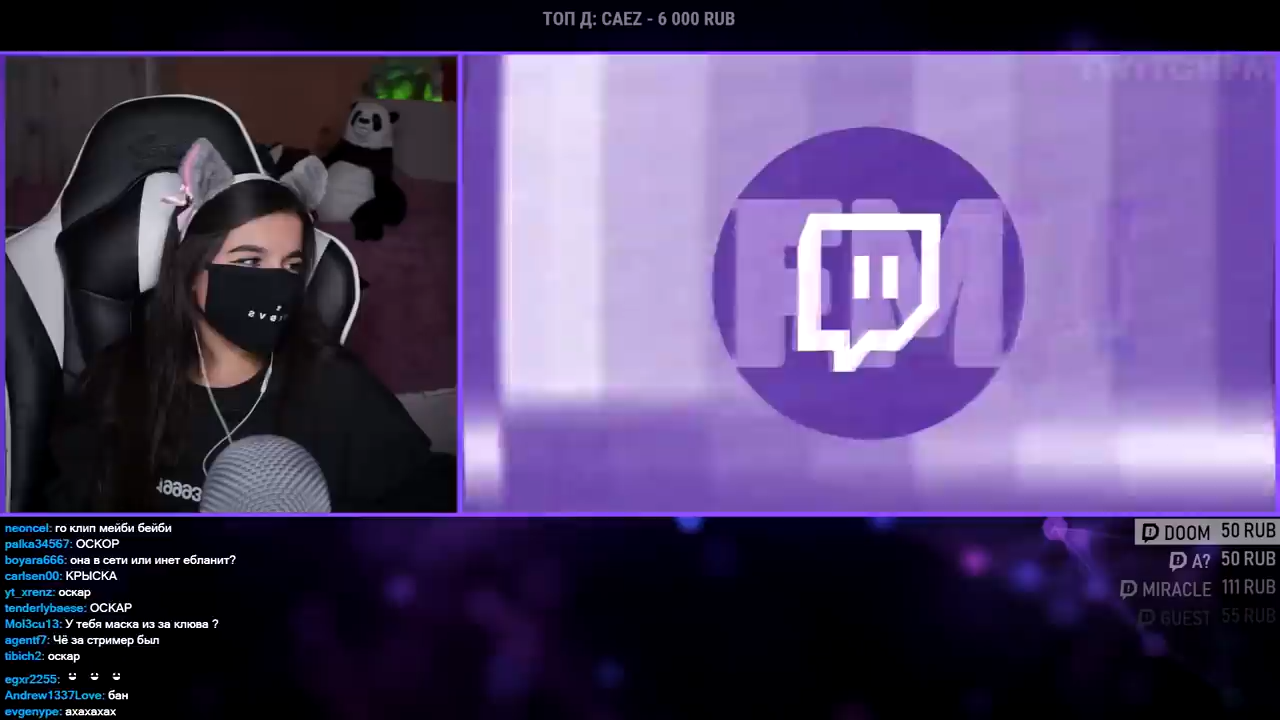 ТОП Д: CAEZ - 6 000 RUB
TWITCHFM
FM
neoncel: го клип мейби бейби
palka34567: ОСКОР
boyara666: она в сети или инет ебланит?
carlsen00: КРЫСКА
yt_xrenz: оскар
tenderlybaese: ОСКАР
Mol3cu13: У тебя маска из за клюва ?
agentf7: Чё за стример был
tibich2: оскар
egxr2255:
Andrew1337Love: бан
evgenype: ахахахах
DOOM 50 RUB
A? 50 RUB
MIRACLE 111 RUB
GUEST 55 RUB